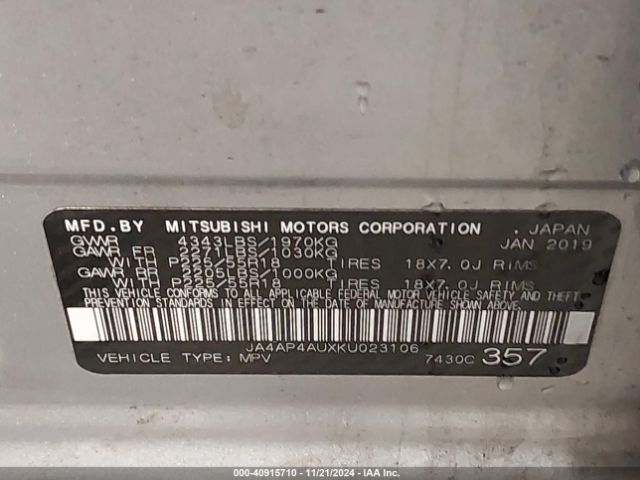 MFD. BY MITSUBISHI MOTORS CORPORATION . JAPAN
GVWR 4343LBS/1970KG JAN 2019
GAWR FR 2271LBS/1030KG
WITH P225/55R18 TIRES 18X7.0J RIMS
GAWR RR 2205LBS/1000KG
WITH P225/55R18 TIRES 18X7.0J RIMS
THIS VEHICLE CONFORMS TO ALL APPLICABLE FEDERAL MOTOR VEHICLE SAFETY AND THEFT
PREVENTION STANDARDS IN EFFECT ON THE DATE OF MANUFACTURE SHOWN ABOVE.
JA4AP4AUXKU023106
VEHICLE TYPE: MPV 7430C 357
000-40915710 - 11/21/2024 - IAA Inc.